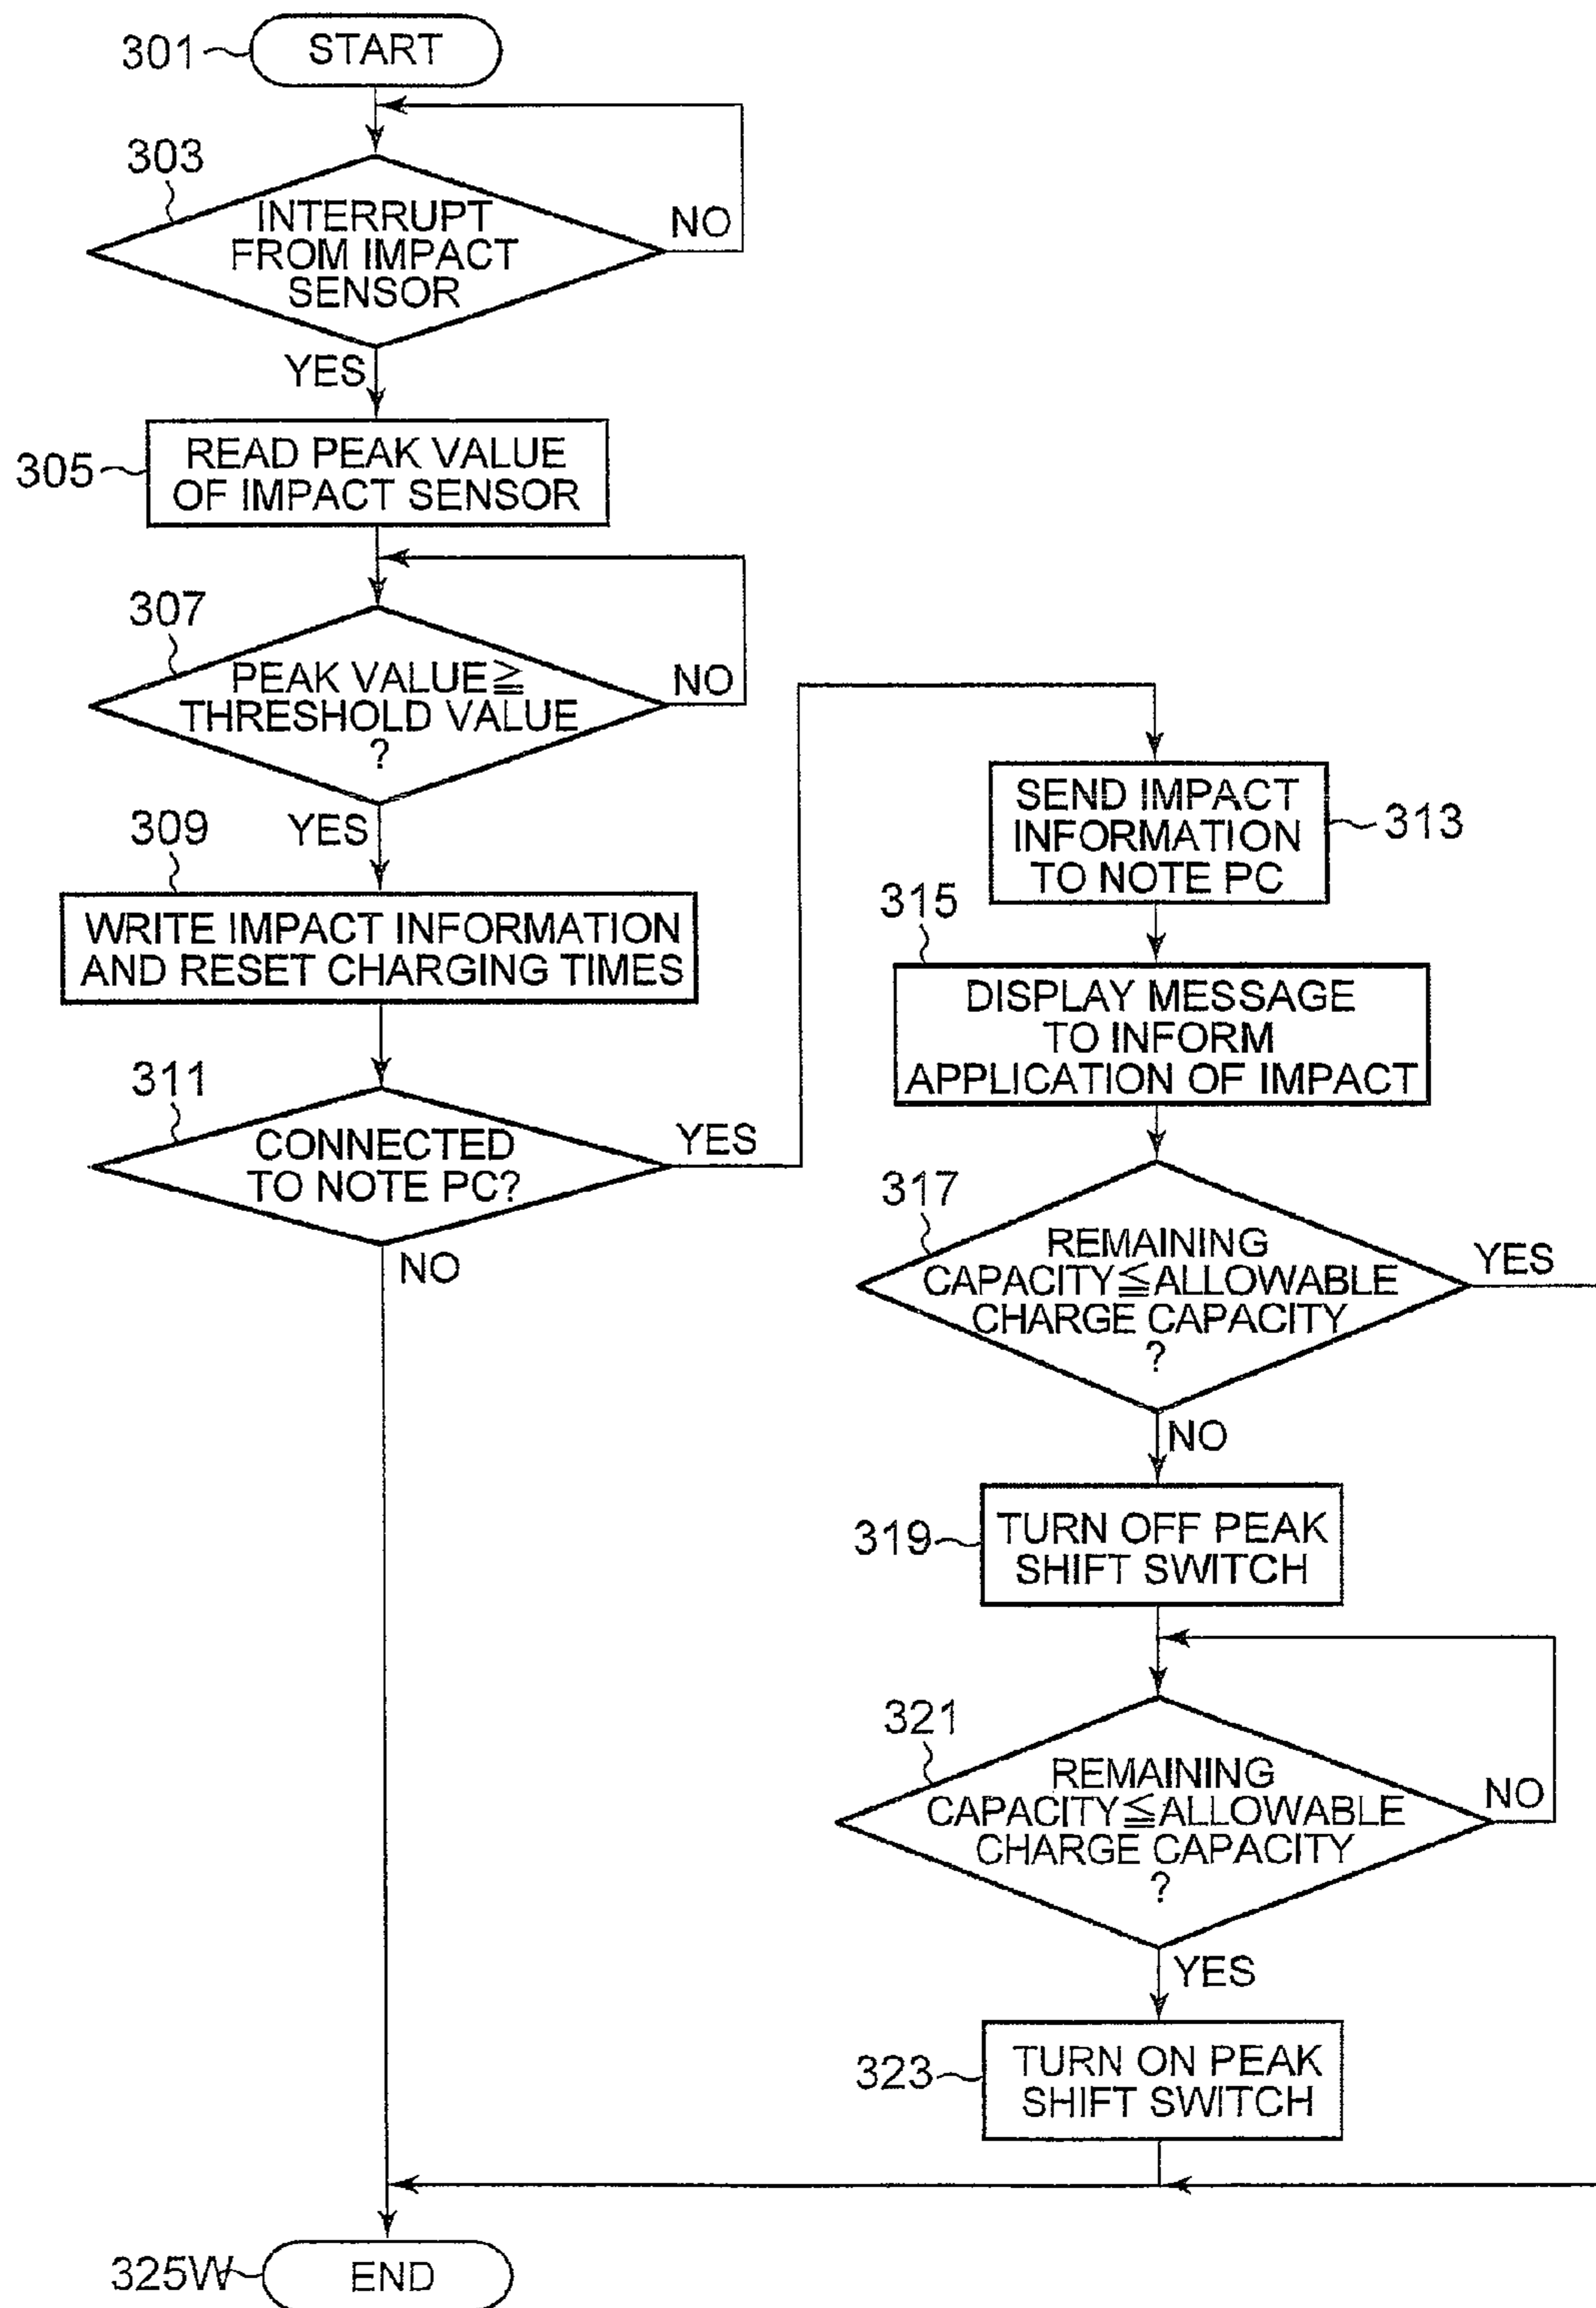 301
START
303
INTERRUPT
FROM IMPACT
SENSOR
NO
YES
305
READ PEAK VALUE
OF IMPACT SENSOR
307
PEAK VALUE≧
THRESHOLD VALUE
?
NO
YES
309
WRITE IMPACT INFORMATION
AND RESET CHARGING TIMES
311
CONNECTED
TO NOTE PC?
YES
NO
SEND IMPACT
INFORMATION
TO NOTE PC
313
315
DISPLAY MESSAGE
TO INFORM
APPLICATION OF IMPACT
317
REMAINING
CAPACITY≦ALLOWABLE
CHARGE CAPACITY
?
YES
NO
319
TURN OFF PEAK
SHIFT SWITCH
321
REMAINING
CAPACITY≦ALLOWABLE
CHARGE CAPACITY
?
NO
YES
323
TURN ON PEAK
SHIFT SWITCH
325W
END